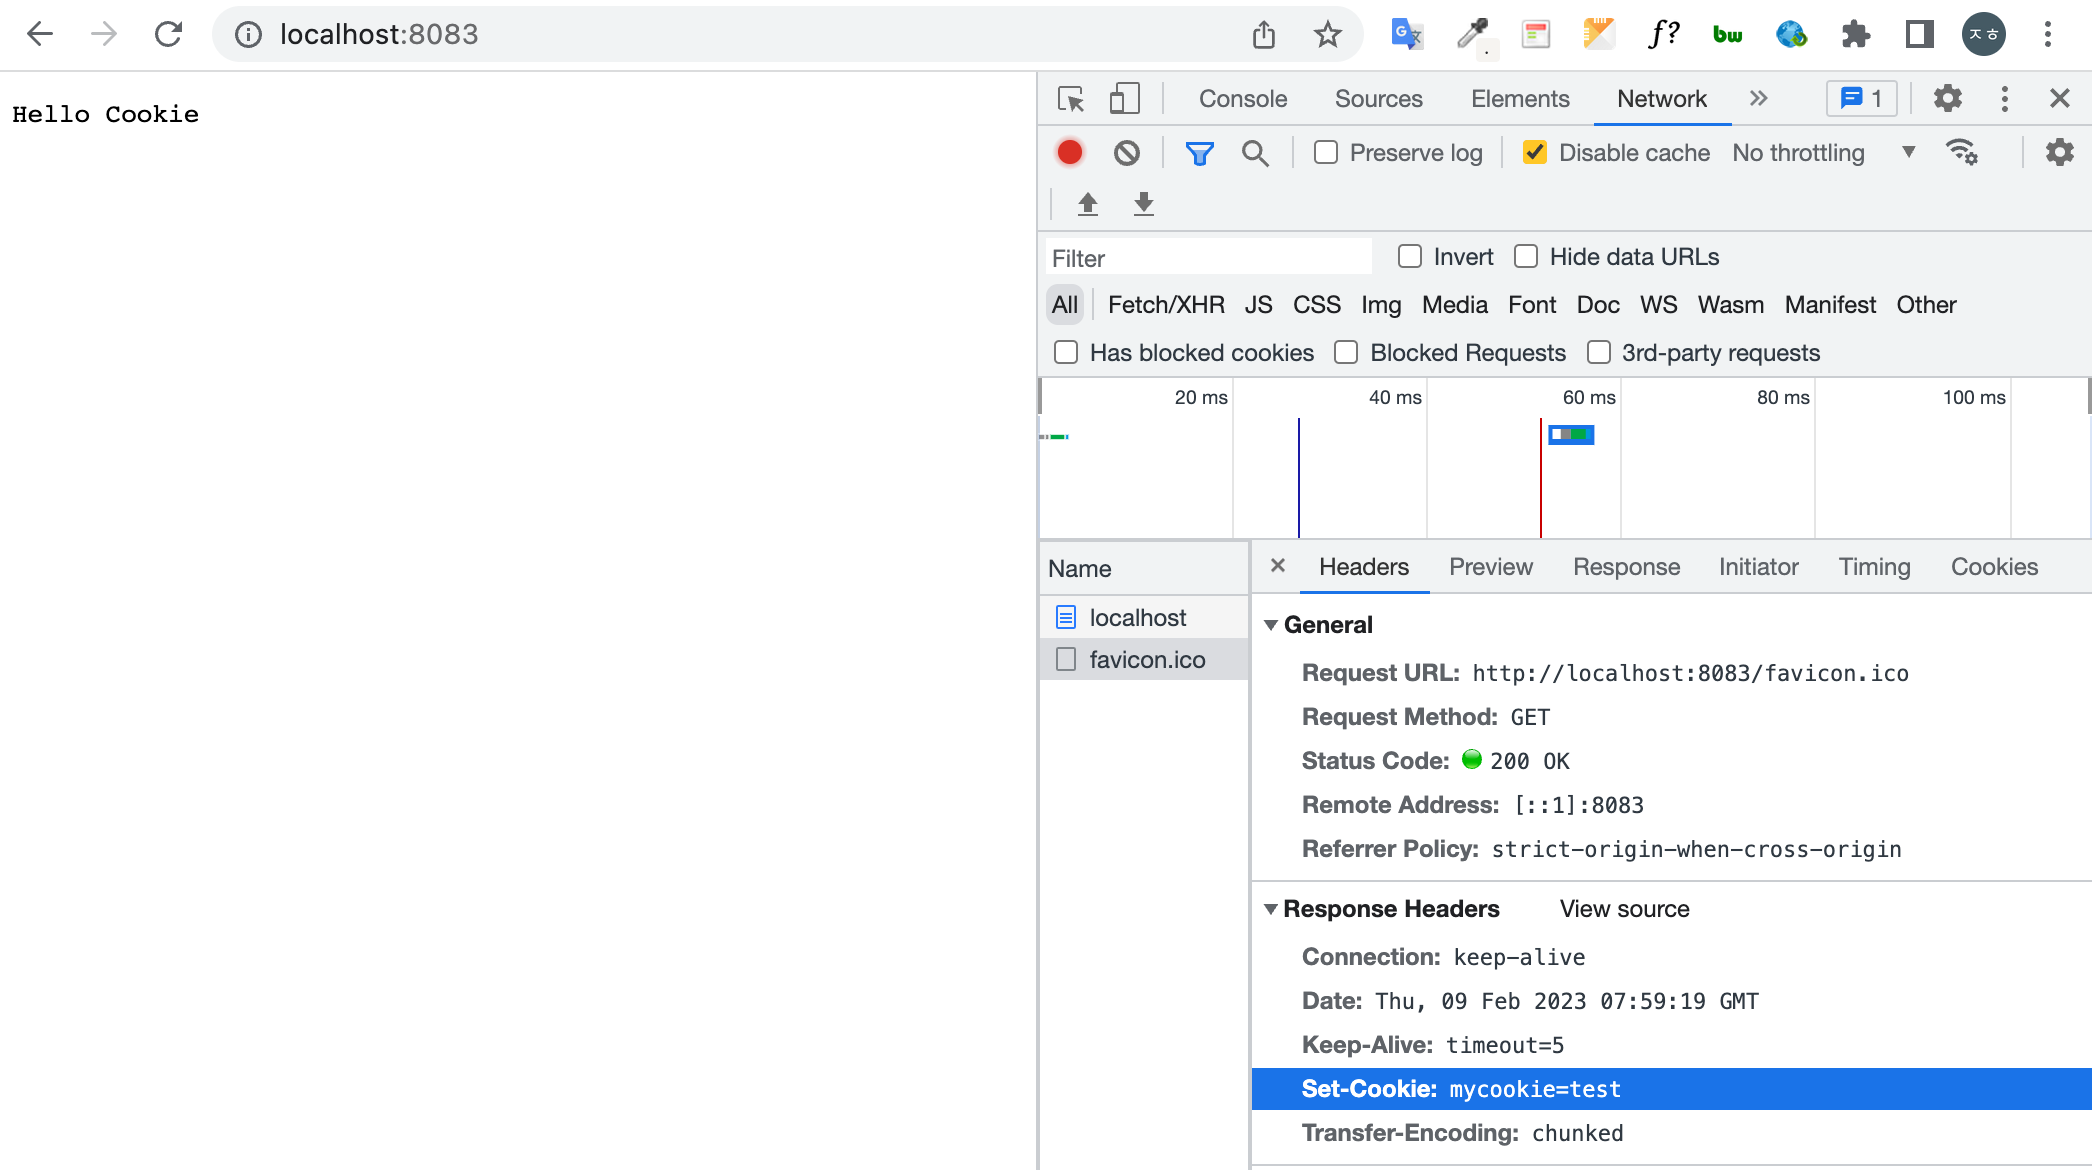 localhost:8083
G 文
.
f?
bw
ㅈㅎ
Hello Cookie
Console Sources Elements Network 1
Preserve log Disable cache No throttling
Filter Invert Hide data URLs
All Fetch/XHR JS CSS Img Media Font Doc WS Wasm Manifest Other
Has blocked cookies Blocked Requests 3rd-party requests
20 ms 40 ms 60 ms 80 ms 100 ms
Name
localhost
favicon.ico
× Headers Preview Response Initiator Timing Cookies
General
Request URL: http://localhost:8083/favicon.ico
Request Method: GET
Status Code: 200 OK
Remote Address: [::1]:8083
Referrer Policy: strict-origin-when-cross-origin
Response Headers View source
Connection: keep-alive
Date: Thu, 09 Feb 2023 07:59:19 GMT
Keep-Alive: timeout=5
Set-Cookie: mycookie=test
Transfer-Encoding: chunked